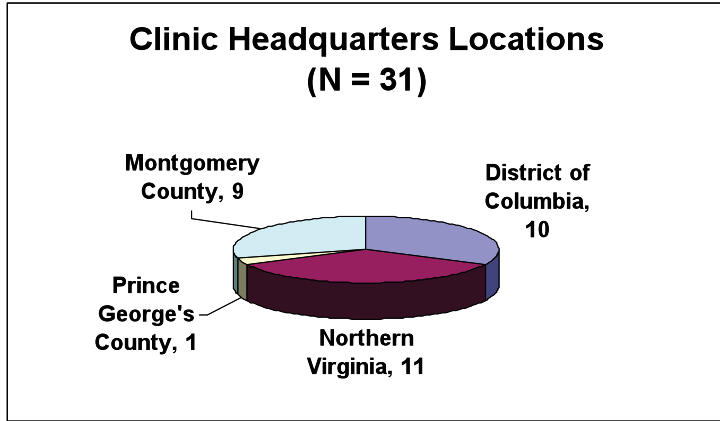 Clinic Headquarters Locations
(N = 31)
Montgomery
County, 9
District of
Columbia,
10
Prince
George's
County, 1
Northern
Virginia, 11